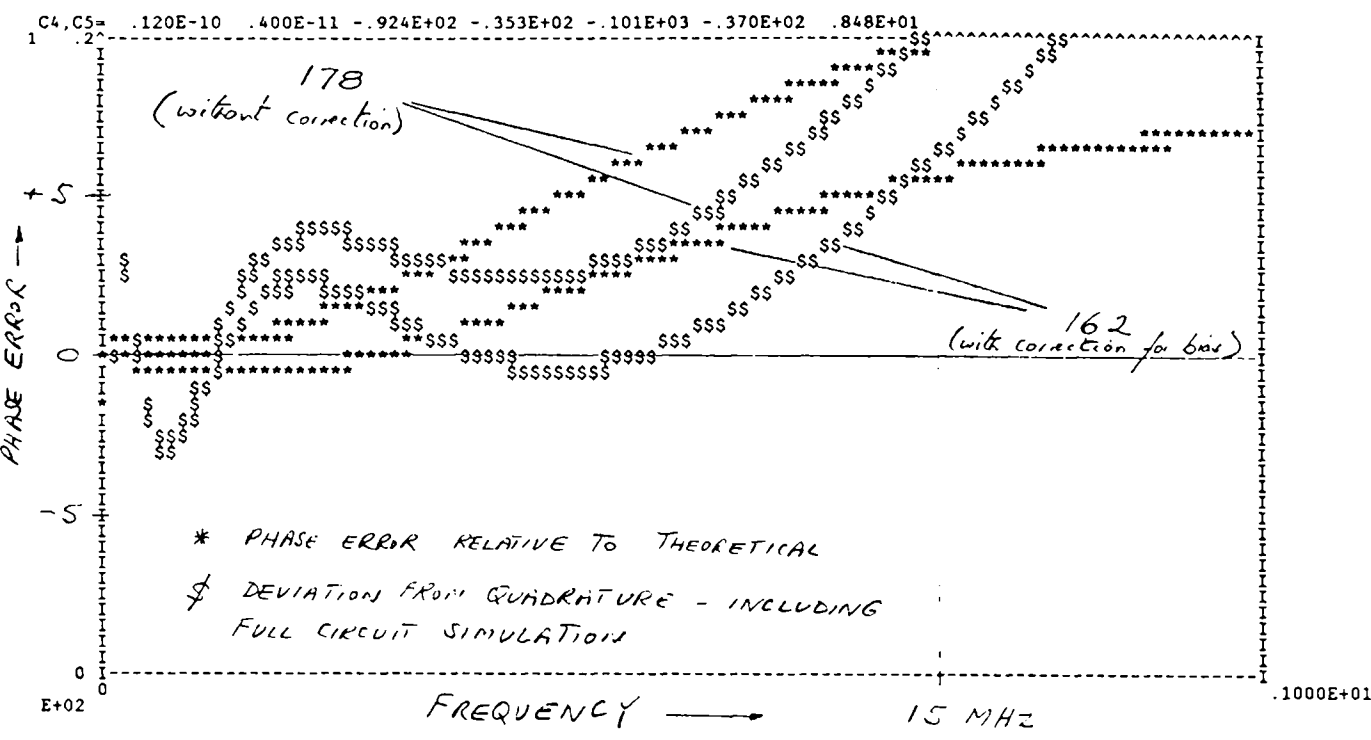 C4,C5= .120E-10 .400E-11 -.924E+02 -.353E+02 -.101E+03 -.370E+02 .848E+01
1 .2
178
(without correction)
+5
PHASE ERROR
0
162
(with correction for bias)
-5
* PHASE ERROR RELATIVE TO THEORETICAL
$ DEVIATION FROM QUADRATURE - INCLUDING
FULL CIRCUIT SIMULATION
0
0
E+02
FREQUENCY
15 MHZ
.1000E+01